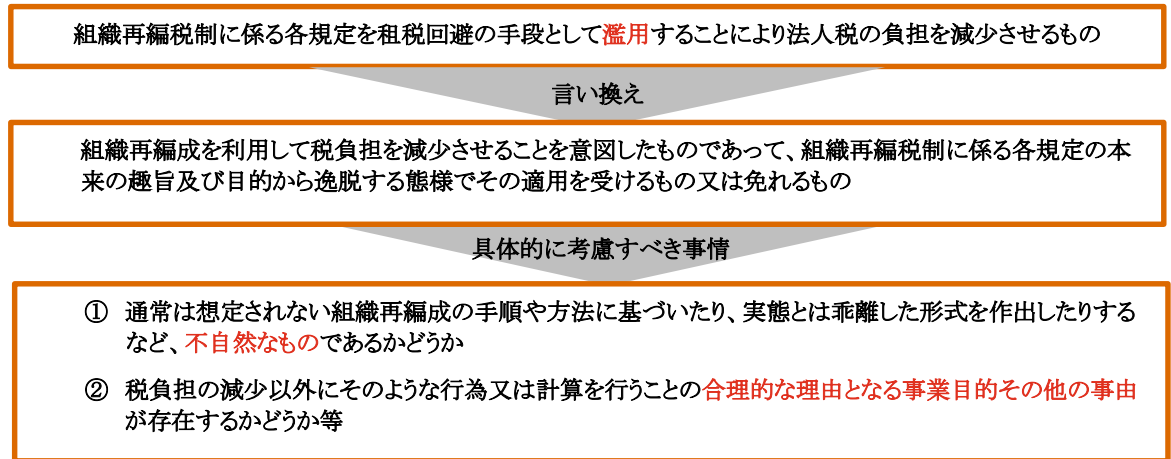 組織再編税制に係る各規定を租税回避の手段として濫用することにより法人税の負担を減少させるもの
言い換え
組織再編成を利用して税負担を減少させることを意図したものであって、組織再編税制に係る各規定の本
来の趣旨及び目的から逸脱する態様でその適用を受けるもの又は免れるもの
具体的に考慮すべき事情
① 通常は想定されない組織再編成の手順や方法に基づいたり、実態とは乖離した形式を作出したりする
など、不自然なものであるかどうか
② 税負担の減少以外にそのような行為又は計算を行うことの合理的な理由となる事業目的その他の事由
が存在するかどうか等